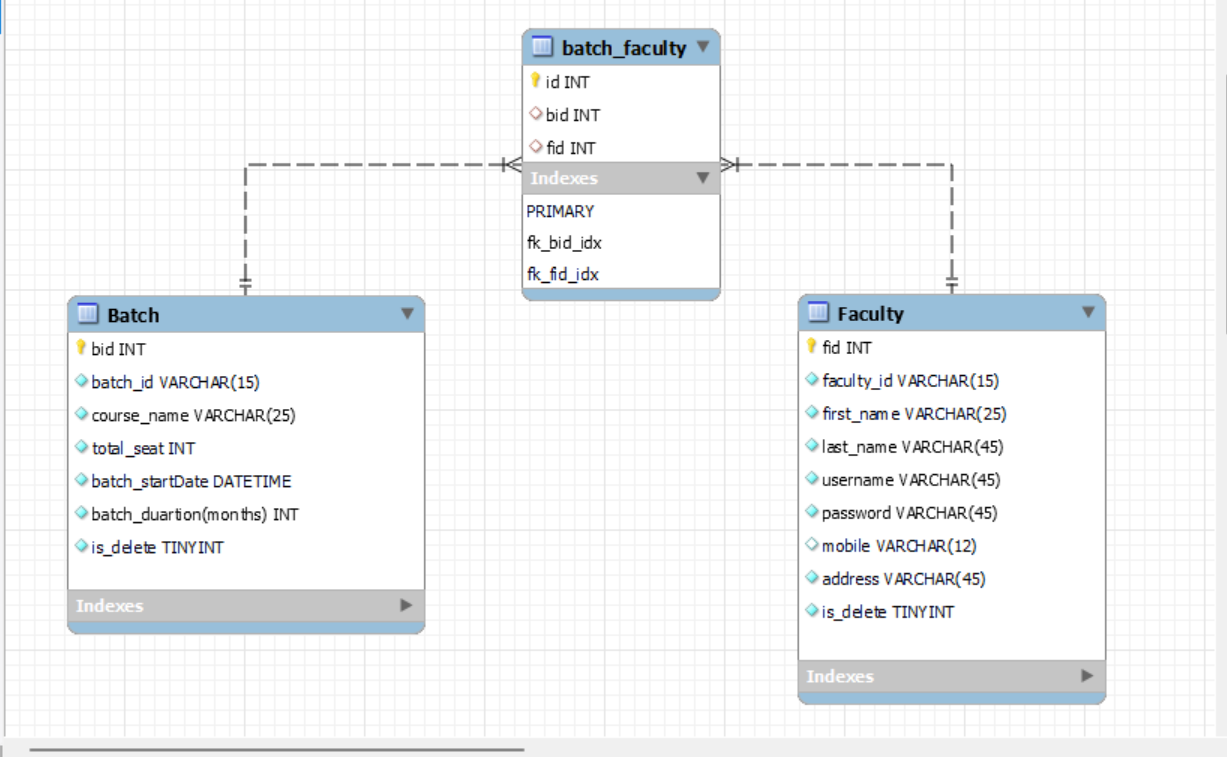 batch_faculty
id INT
bid INT
fid INT
Indexes
PRIMARY
fk_bid_idx
fk_fid_idx
Batch
bid INT
batch_id VARCHAR(15)
course_name VARCHAR(25)
total_seat INT
batch_startDate DATETIME
batch_duartion(months) INT
is_delete TINYINT
Indexes
Faculty
fid INT
faculty_id VARCHAR(15)
first_name VARCHAR(25)
last_name VARCHAR(45)
username VARCHAR(45)
password VARCHAR(45)
mobile VARCHAR(12)
address VARCHAR(45)
is_delete TINYINT
Indexes